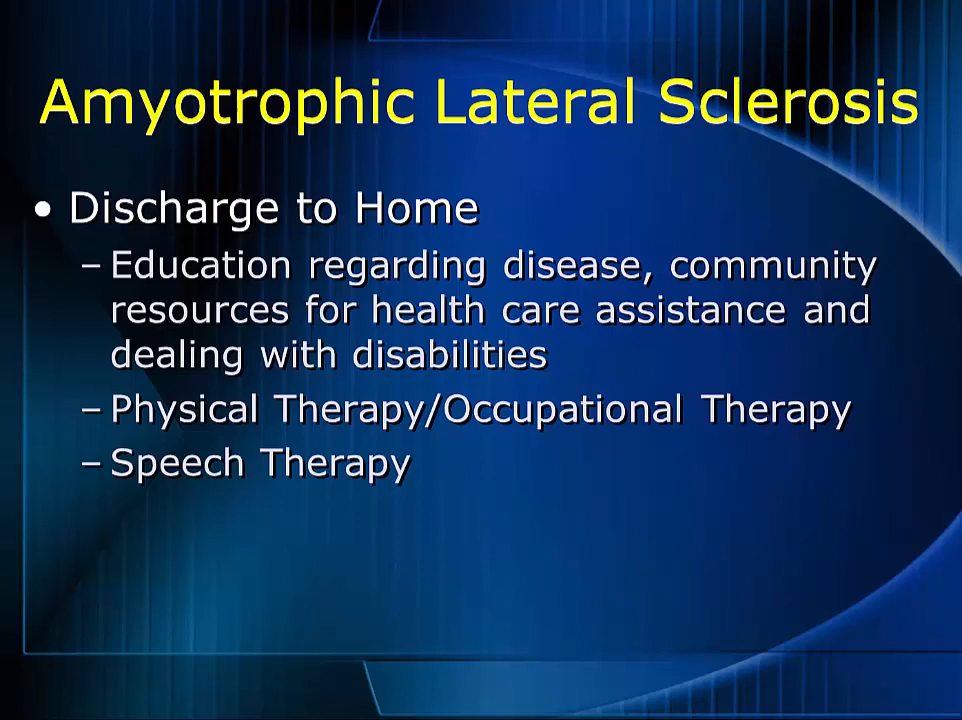 Amyotrophic Lateral Sclerosis
• Discharge to Home
– Education regarding disease, community
resources for health care assistance and
dealing with disabilities
– Physical Therapy/Occupational Therapy
– Speech Therapy